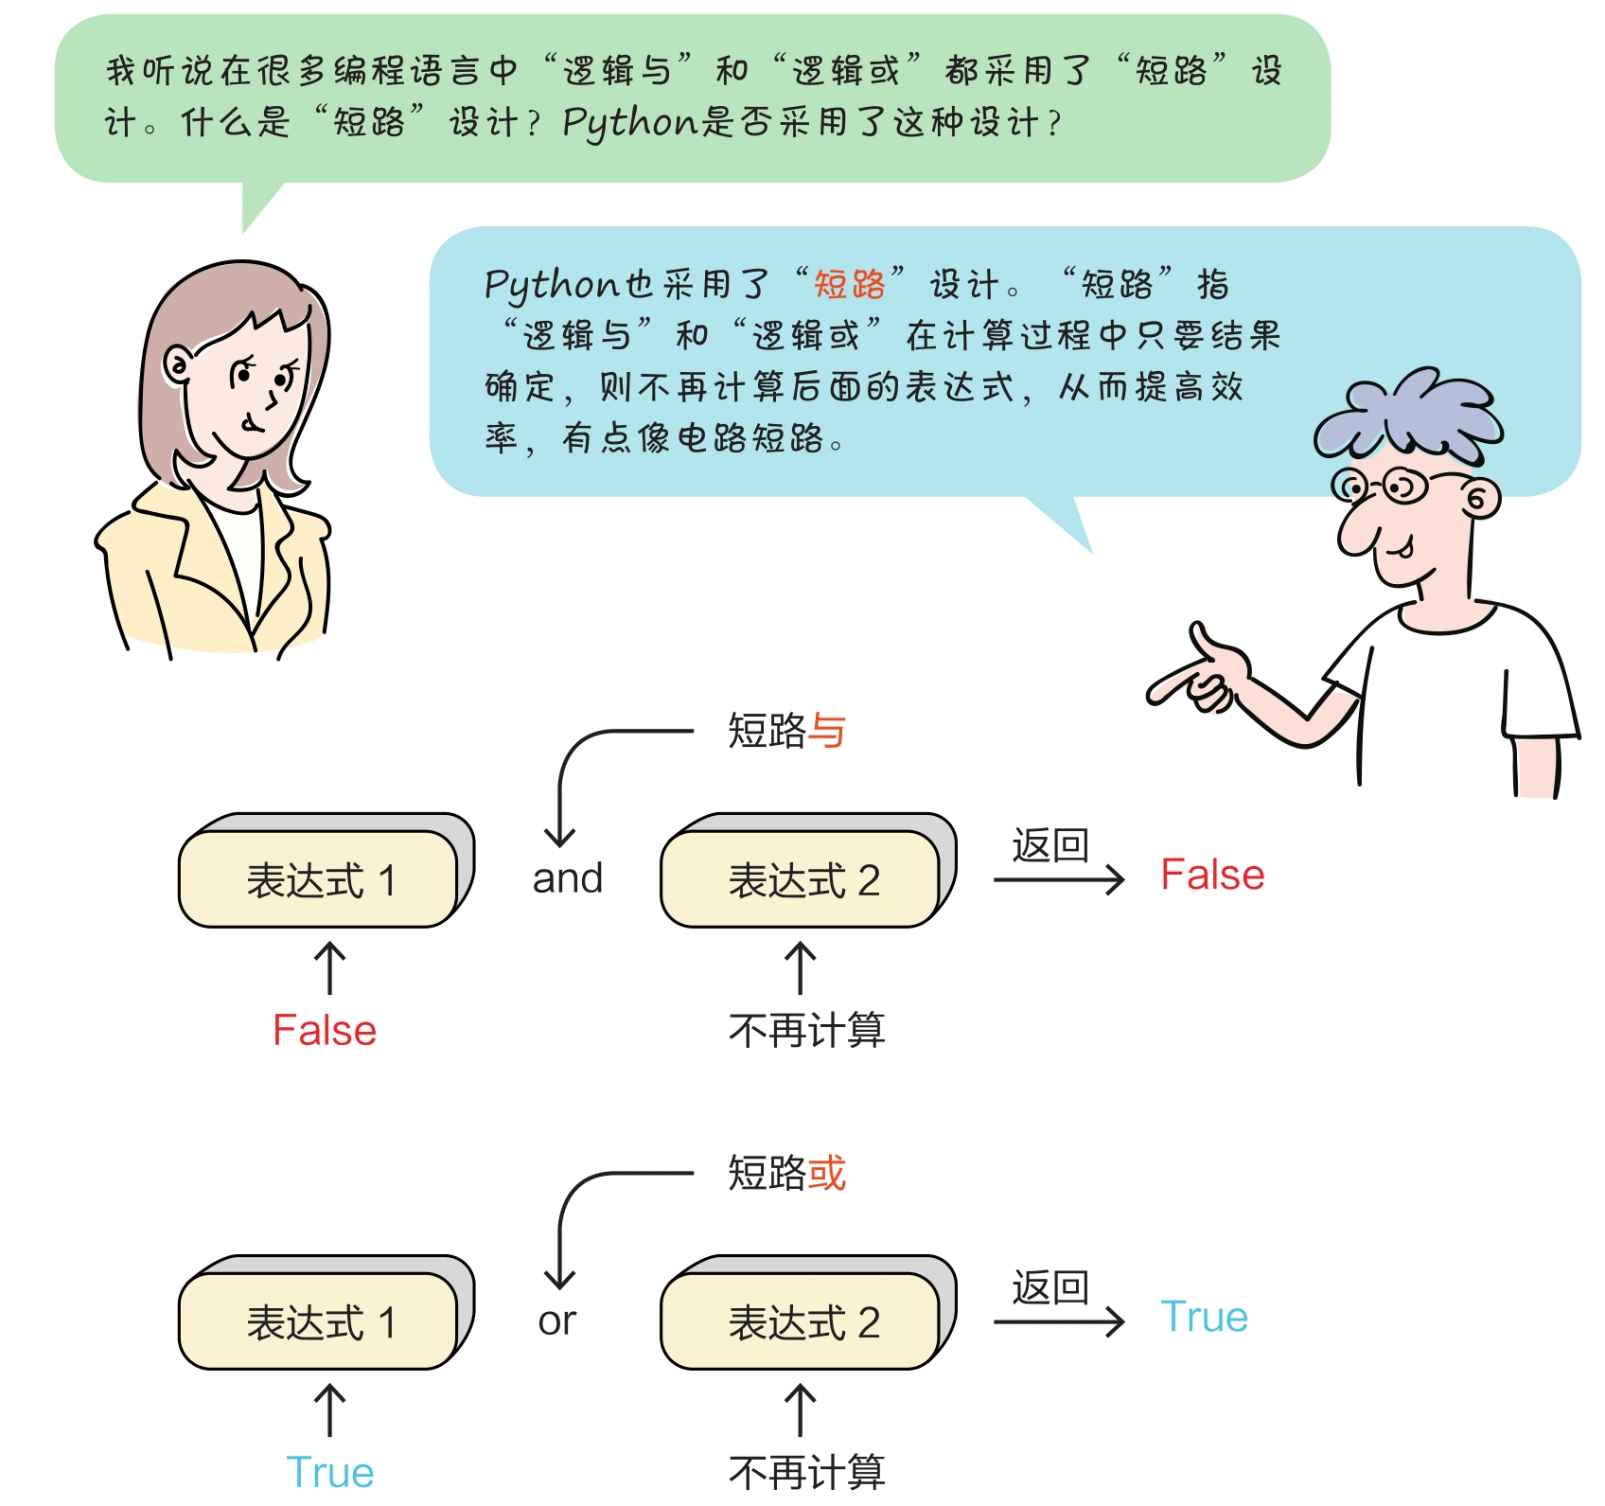 我听说在很多编程语言中“逻辑与”和“逻辑或”都采用了“短路”设
计。什么是“短路”设计？Python是否采用了这种设计？
Python也采用了“短路”设计。“短路”指
“逻辑与”和“逻辑或”在计算过程中只要结果
确定，则不再计算后面的表达式，从而提高效
率，有点像电路短路。
短路与
表达式 1
and
表达式 2
返回
False
False
不再计算
短路或
表达式 1
or
表达式 2
返回
True
True
不再计算